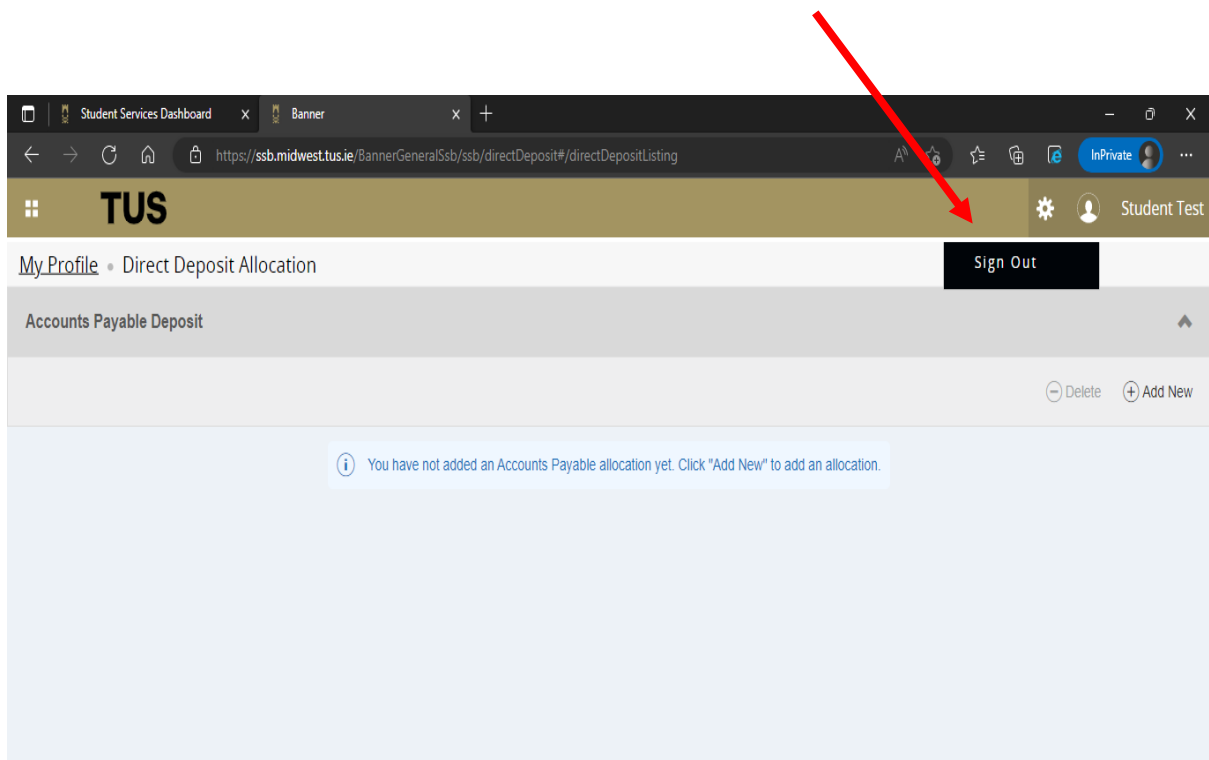 Student Services Dashboard
Banner
https://ssb.midwest.tus.ie/BannerGeneralSsb/ssb/directDeposit#/directDepositListing
InPrivate
TUS
Student Test
My Profile • Direct Deposit Allocation
Sign Out
Accounts Payable Deposit
Delete
Add New
You have not added an Accounts Payable allocation yet. Click "Add New" to add an allocation.